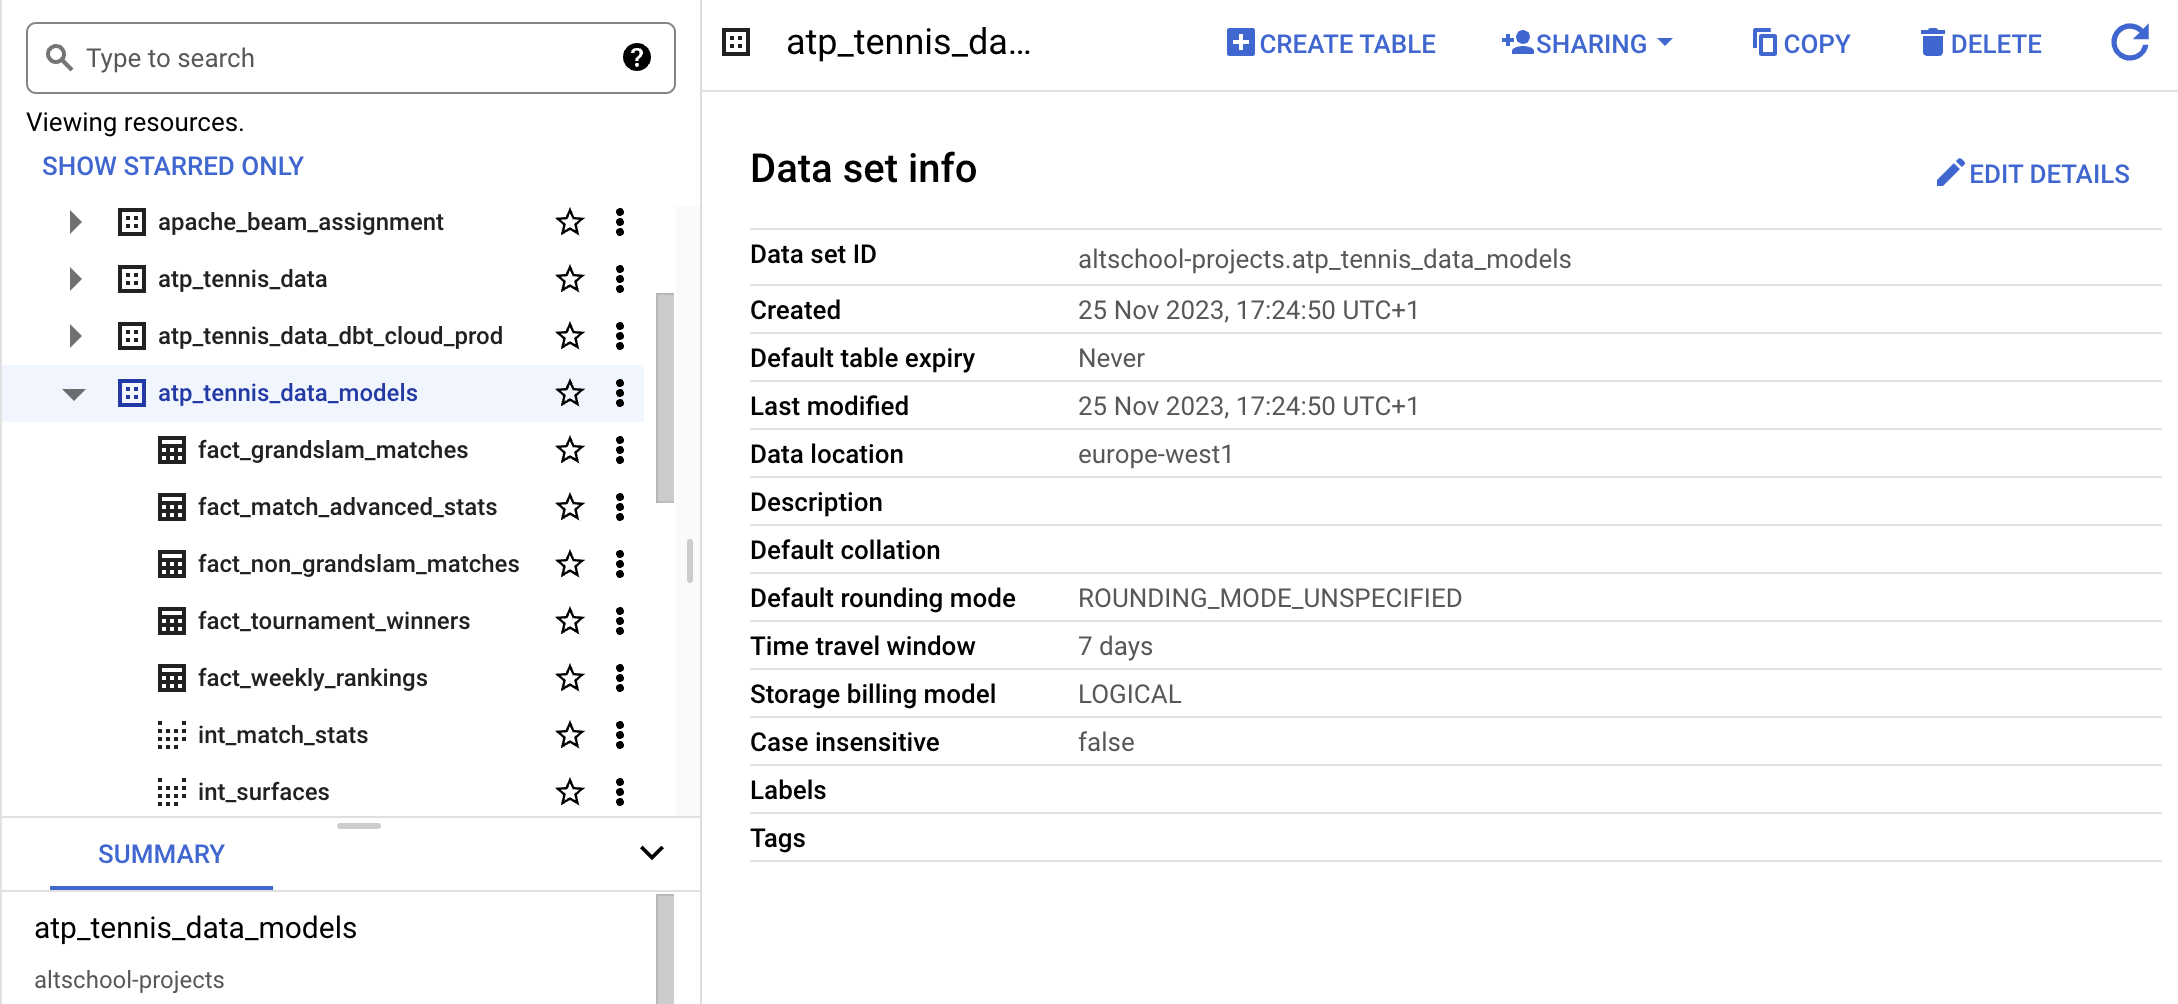 Type to search
Viewing resources.
SHOW STARRED ONLY
apache_beam_assignment
atp_tennis_data
atp_tennis_data_dbt_cloud_prod
atp_tennis_data_models
fact_grandslam_matches
fact_match_advanced_stats
fact_non_grandslam_matches
fact_tournament_winners
fact_weekly_rankings
int_match_stats
int_surfaces
SUMMARY
atp_tennis_data_models
altschool-projects
atp_tennis_da... CREATE TABLE SHARING COPY DELETE
Data set info
EDIT DETAILS
Data set ID altschool-projects.atp_tennis_data_models
Created 25 Nov 2023, 17:24:50 UTC+1
Default table expiry Never
Last modified 25 Nov 2023, 17:24:50 UTC+1
Data location europe-west1
Description
Default collation
Default rounding mode ROUNDING_MODE_UNSPECIFIED
Time travel window 7 days
Storage billing model LOGICAL
Case insensitive false
Labels
Tags